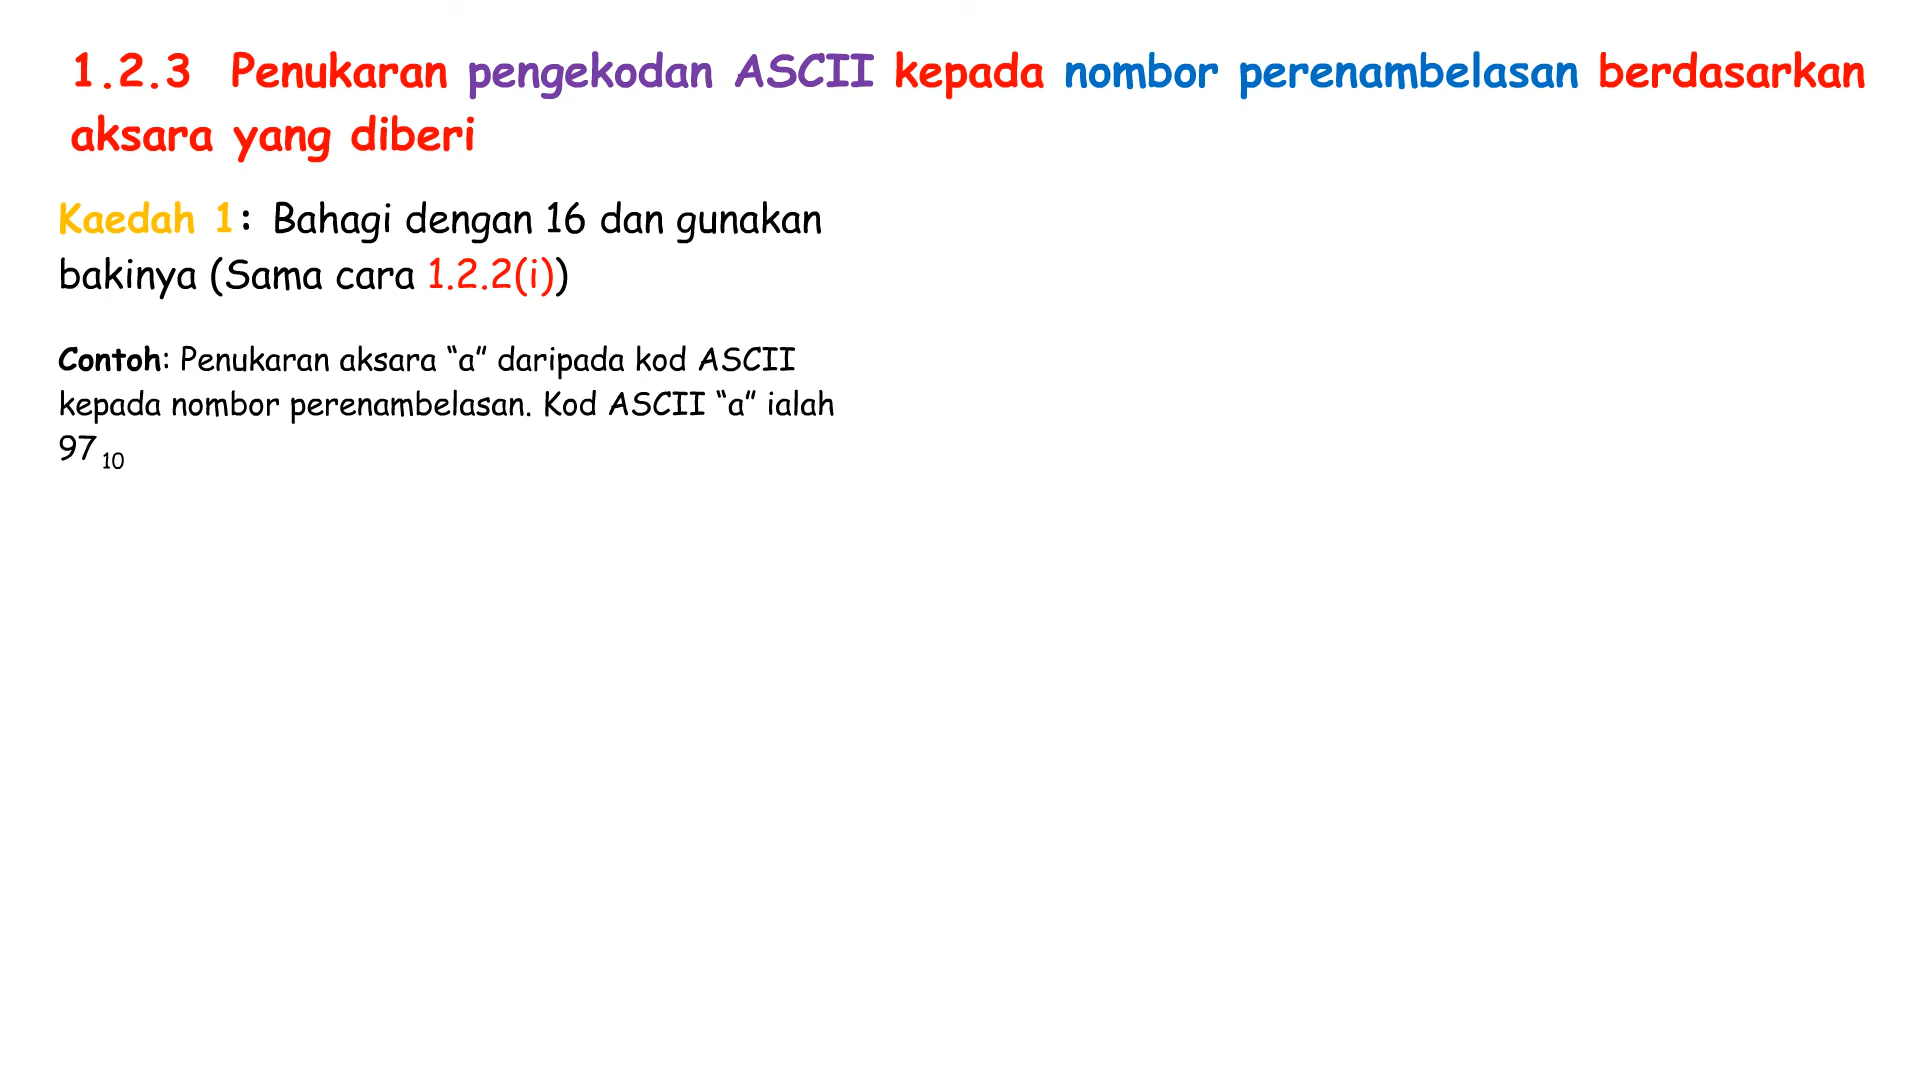 1.2.3 Penukaran pengekodan ASCII kepada nombor perenambelasan berdasarkan
aksara yang diberi
Kaedah 1: Bahagi dengan 16 dan gunakan
bakinya (Sama cara 1.2.2(i))
Contoh: Penukaran aksara “a” daripada kod ASCII
kepada nombor perenambelasan. Kod ASCII “a” ialah
97 10